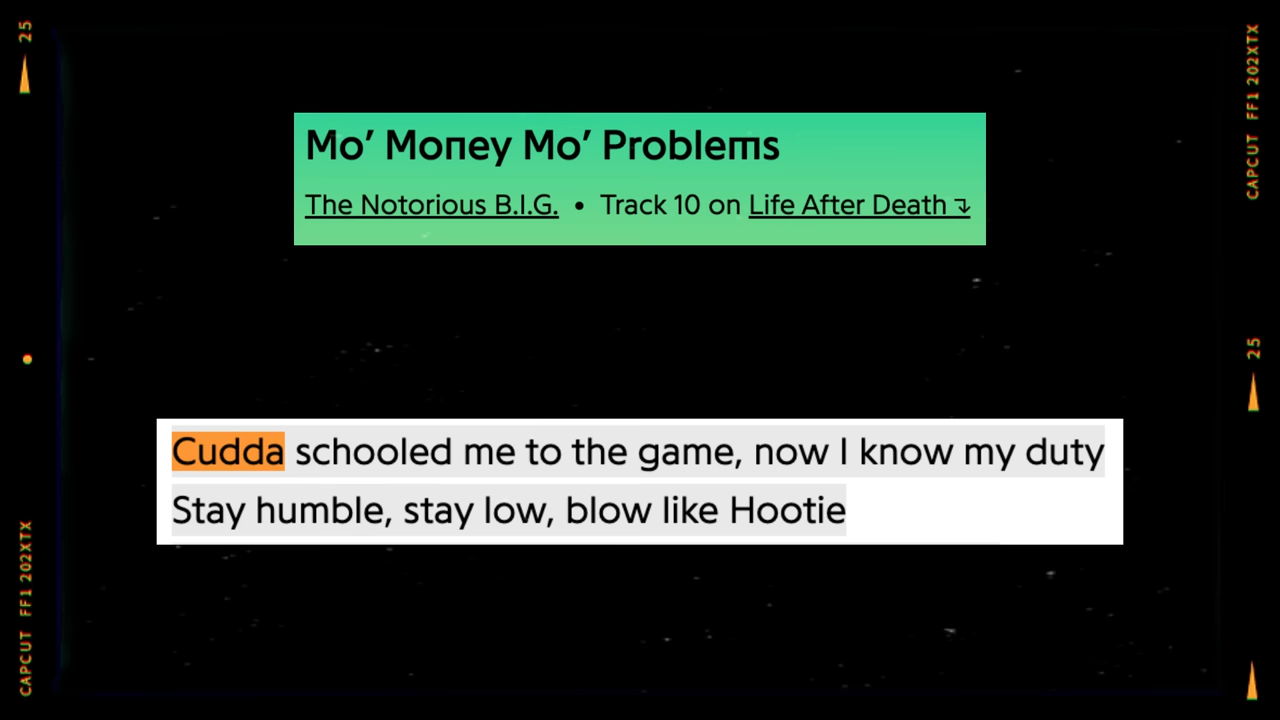 25
CAPCUT FF1 202XTX
Mo’ Money Mo’ Problems
The Notorious B.I.G. • Track 10 on Life After Death
25
Cudda schooled me to the game, now I know my duty
Stay humble, stay low, blow like Hootie
CAPCUT FF1 202XTX